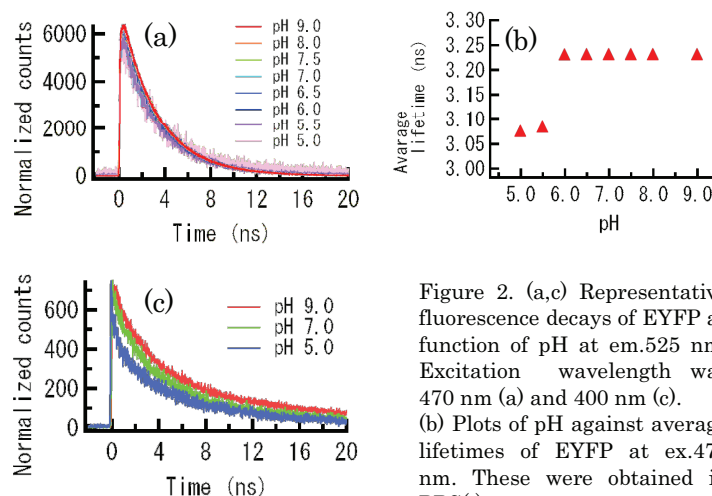 (a)
Normalized counts
6000
4000
2000
0
pH 9.0
pH 8.0
pH 7.5
pH 7.0
pH 6.5
pH 6.0
pH 5.5
pH 5.0
0 4 8 12 16 20
Time (ns)
(b)
Avarage
lifetime (ns)
3.30
3.25
3.20
3.15
3.10
3.05
3.00
5.0 6.0 7.0 8.0 9.0
pH
(c)
Normalized counts
600
400
200
0
pH 9.0
pH 7.0
pH 5.0
0 4 8 12 16 20
Time (ns)
Figure 2. (a,c) Representativ
fluorescence decays of EYFP a
function of pH at em.525 nm
Excitation wavelength wa
470 nm (a) and 400 nm (c).
(b) Plots of pH against averag
lifetimes of EYFP at ex.47
nm. These were obtained i